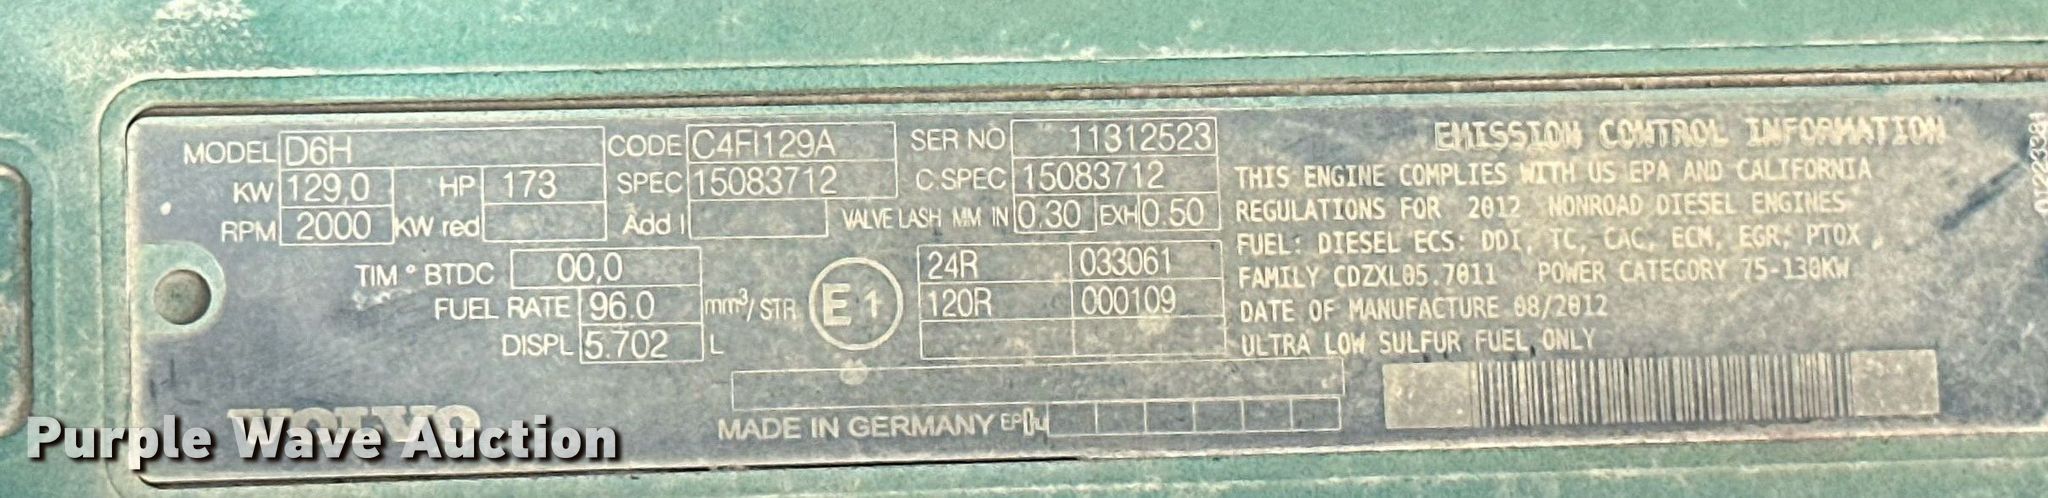 MODEL D6H CODE C4FI129A SER NO 11312523
KW 129,0 HP 173 SPEC 15083712 C.SPEC 15083712
RPM 2000 KW red Add I VALVE LASH MM IN 0.30 EXH 0.50
TIM ° BTDC 00,0
FUEL RATE 96.0 mm³/STR
DISPL 5.702 L
E1
24R 033061
120R 000109
MADE IN GERMANY
VOLVO
EMISSION CONTROL INFORMATION
THIS ENGINE COMPLIES WITH US EPA AND CALIFORNIA
REGULATIONS FOR 2012 NONROAD DIESEL ENGINES
FUEL: DIESEL ECS: DDI, TC, CAC, ECM, EGR, PTOX,
FAMILY CDZXL05.7011 POWER CATEGORY 75-130KW
DATE OF MANUFACTURE 08/2012
ULTRA LOW SULFUR FUEL ONLY
Purple Wave Auction